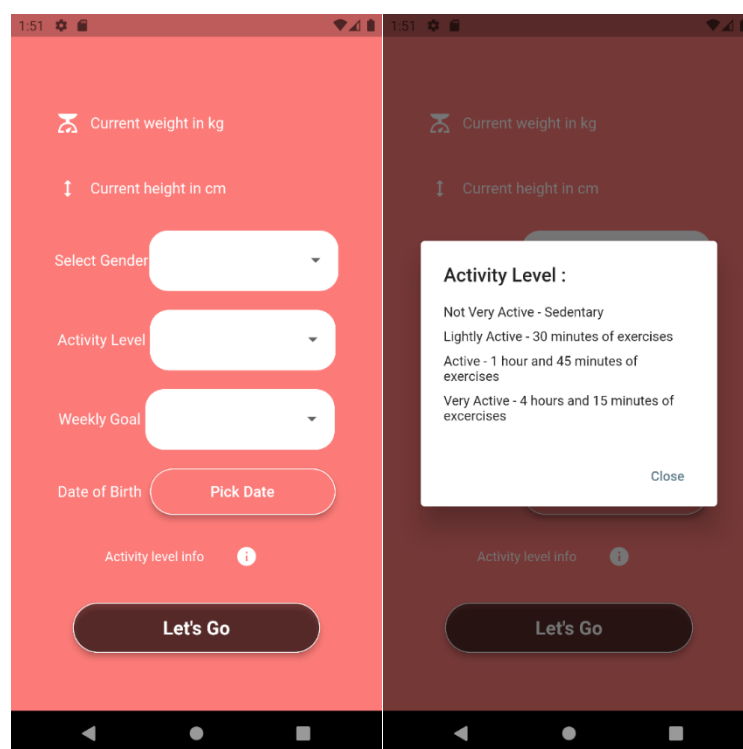 1:51
Current weight in kg
Current height in cm
Select Gender
Activity Level
Weekly Goal
Date of Birth Pick Date
Activity level info
Let's Go
1:51
Current weight in kg
Current height in cm
Activity Level :
Not Very Active - Sedentary
Lightly Active - 30 minutes of exercises
Active - 1 hour and 45 minutes of
exercises
Very Active - 4 hours and 15 minutes of
excercises
Close
Activity level info
Let's Go